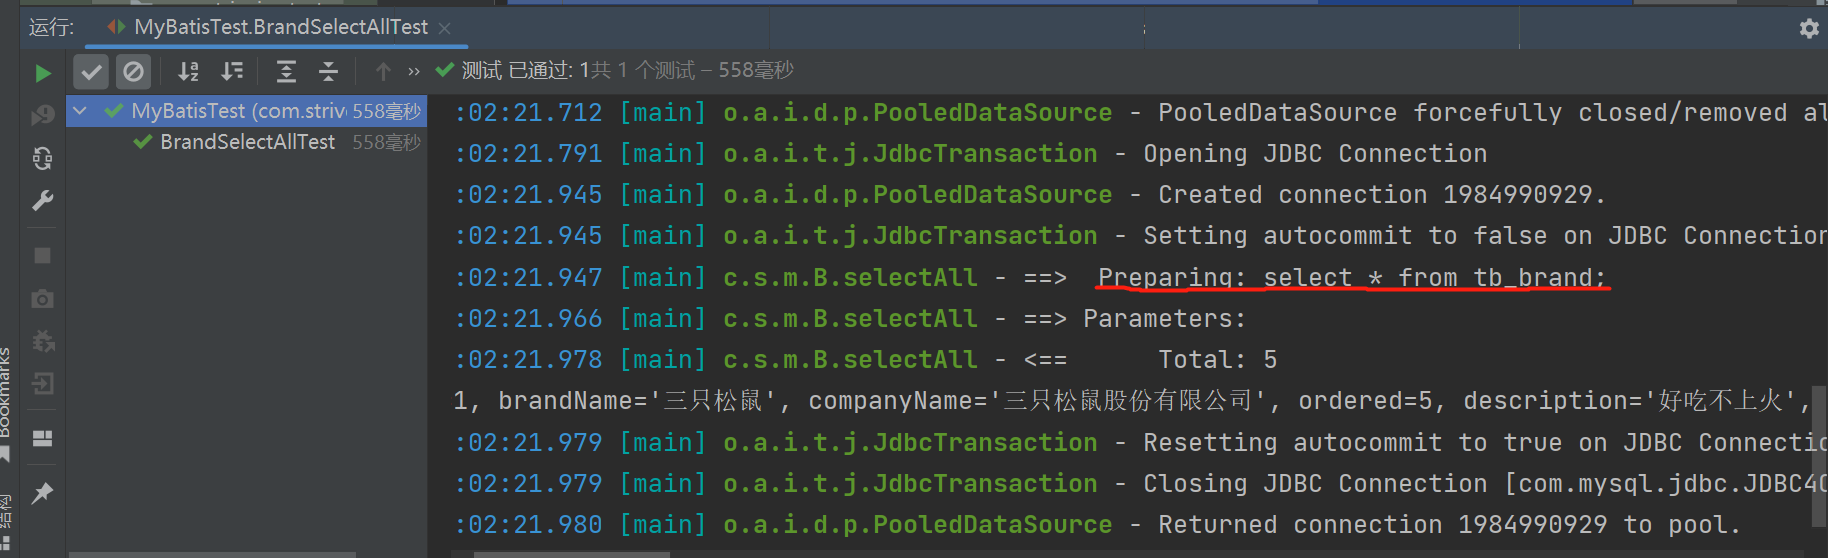 运行:
MyBatisTest.BrandSelectAllTest
测试 已通过: 1共 1 个测试 – 558毫秒
MyBatisTest (com.striv 558毫秒
BrandSelectAllTest 558毫秒
:02:21.712 [main] o.a.i.d.p.PooledDataSource - PooledDataSource forcefully closed/removed al
:02:21.791 [main] o.a.i.t.j.JdbcTransaction - Opening JDBC Connection
:02:21.945 [main] o.a.i.d.p.PooledDataSource - Created connection 1984990929.
:02:21.945 [main] o.a.i.t.j.JdbcTransaction - Setting autocommit to false on JDBC Connection
:02:21.947 [main] c.s.m.B.selectAll - ==>  Preparing: select * from tb_brand;
:02:21.966 [main] c.s.m.B.selectAll - ==> Parameters:
:02:21.978 [main] c.s.m.B.selectAll - <==      Total: 5
1, brandName='三只松鼠', companyName='三只松鼠股份有限公司', ordered=5, description='好吃不上火',
:02:21.979 [main] o.a.i.t.j.JdbcTransaction - Resetting autocommit to true on JDBC Connectio
:02:21.979 [main] o.a.i.t.j.JdbcTransaction - Closing JDBC Connection [com.mysql.jdbc.JDBC4C
:02:21.980 [main] o.a.i.d.p.PooledDataSource - Returned connection 1984990929 to pool.
Bookmarks
结构